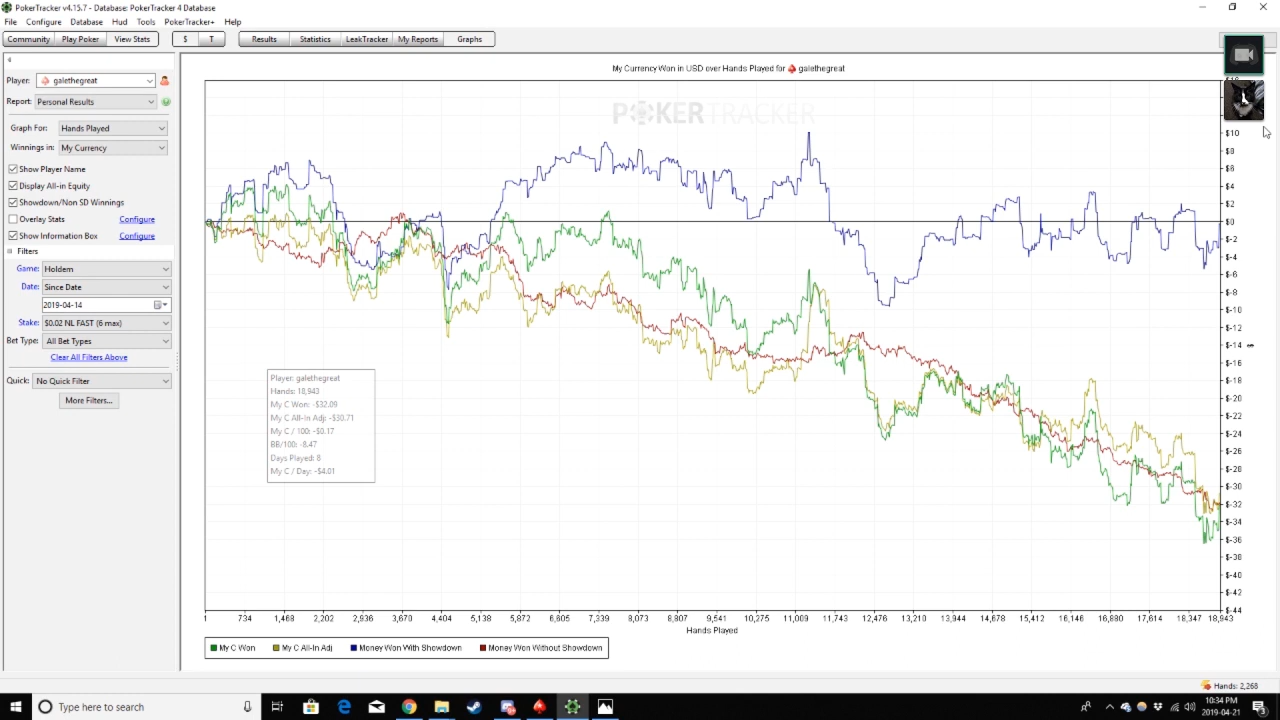 PokerTracker v4.15.7 - Database: PokerTracker 4 Database
File Configure Database Hud Tools PokerTracker+ Help
Community Play Poker View Stats $ T Results Statistics LeakTracker My Reports Graphs
Player: galethegreat
Report: Personal Results
Graph For: Hands Played
Winnings in: My Currency
Show Player Name
Display All-in Equity
Showdown/Non SD Winnings
Overlay Stats Configure
Show Information Box Configure
Filters
Game: Holdem
Date: Since Date
2019-04-14
Stake: $0.02 NL FAST (6 max)
Bet Type: All Bet Types
Clear All Filters Above
Quick: No Quick Filter
More Filters...
My Currency Won in USD over Hands Played for galethegreat
POKERTRACKER
$10
$8
$6
$4
$2
$0
$-2
$-4
$-6
$-8
$-10
$-12
$-14
$-16
$-18
$-20
$-22
$-24
$-26
$-28
$-30
$-32
$-34
$-36
$-38
$-40
$-42
$-44
$
Player: galethegreat
Hands: 18,943
My C Won: -$32.09
My C All-In Adj: -$30.71
My C / 100: -$0.17
BB/100: -8.47
Days Played: 8
My C / Day: -$4.01
1 734 1,468 2,202 2,936 3,670 4,404 5,138 5,872 6,605 7,339 8,073 8,807 9,541 10,275 11,009 11,743 12,476 13,210 13,944 14,678 15,412 16,146 16,880 17,614 18,347 18,943
Hands Played
My C Won My C All-In Adj Money Won With Showdown Money Won Without Showdown
Hands: 2,268
Type here to search
10:34 PM
2019-04-21
3